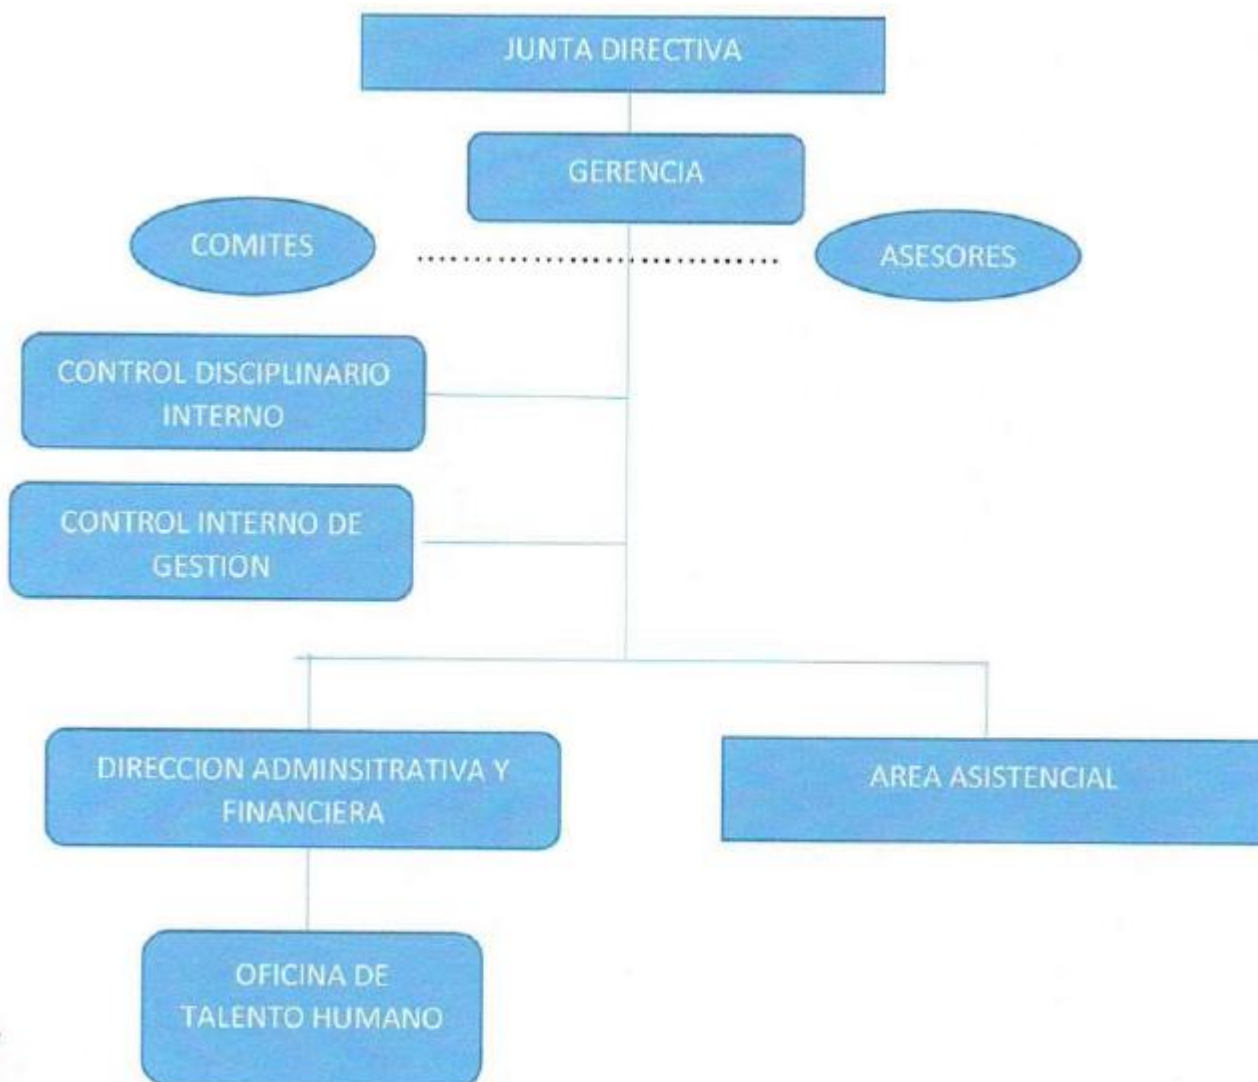 JUNTA DIRECTIVA
GERENCIA
COMITES
ASESORES
CONTROL DISCIPLINARIO
INTERNO
CONTROL INTERNO DE
GESTION
DIRECCION ADMINSITRATIVA Y
FINANCIERA
AREA ASISTENCIAL
OFICINA DE
TALENTO HUMANO